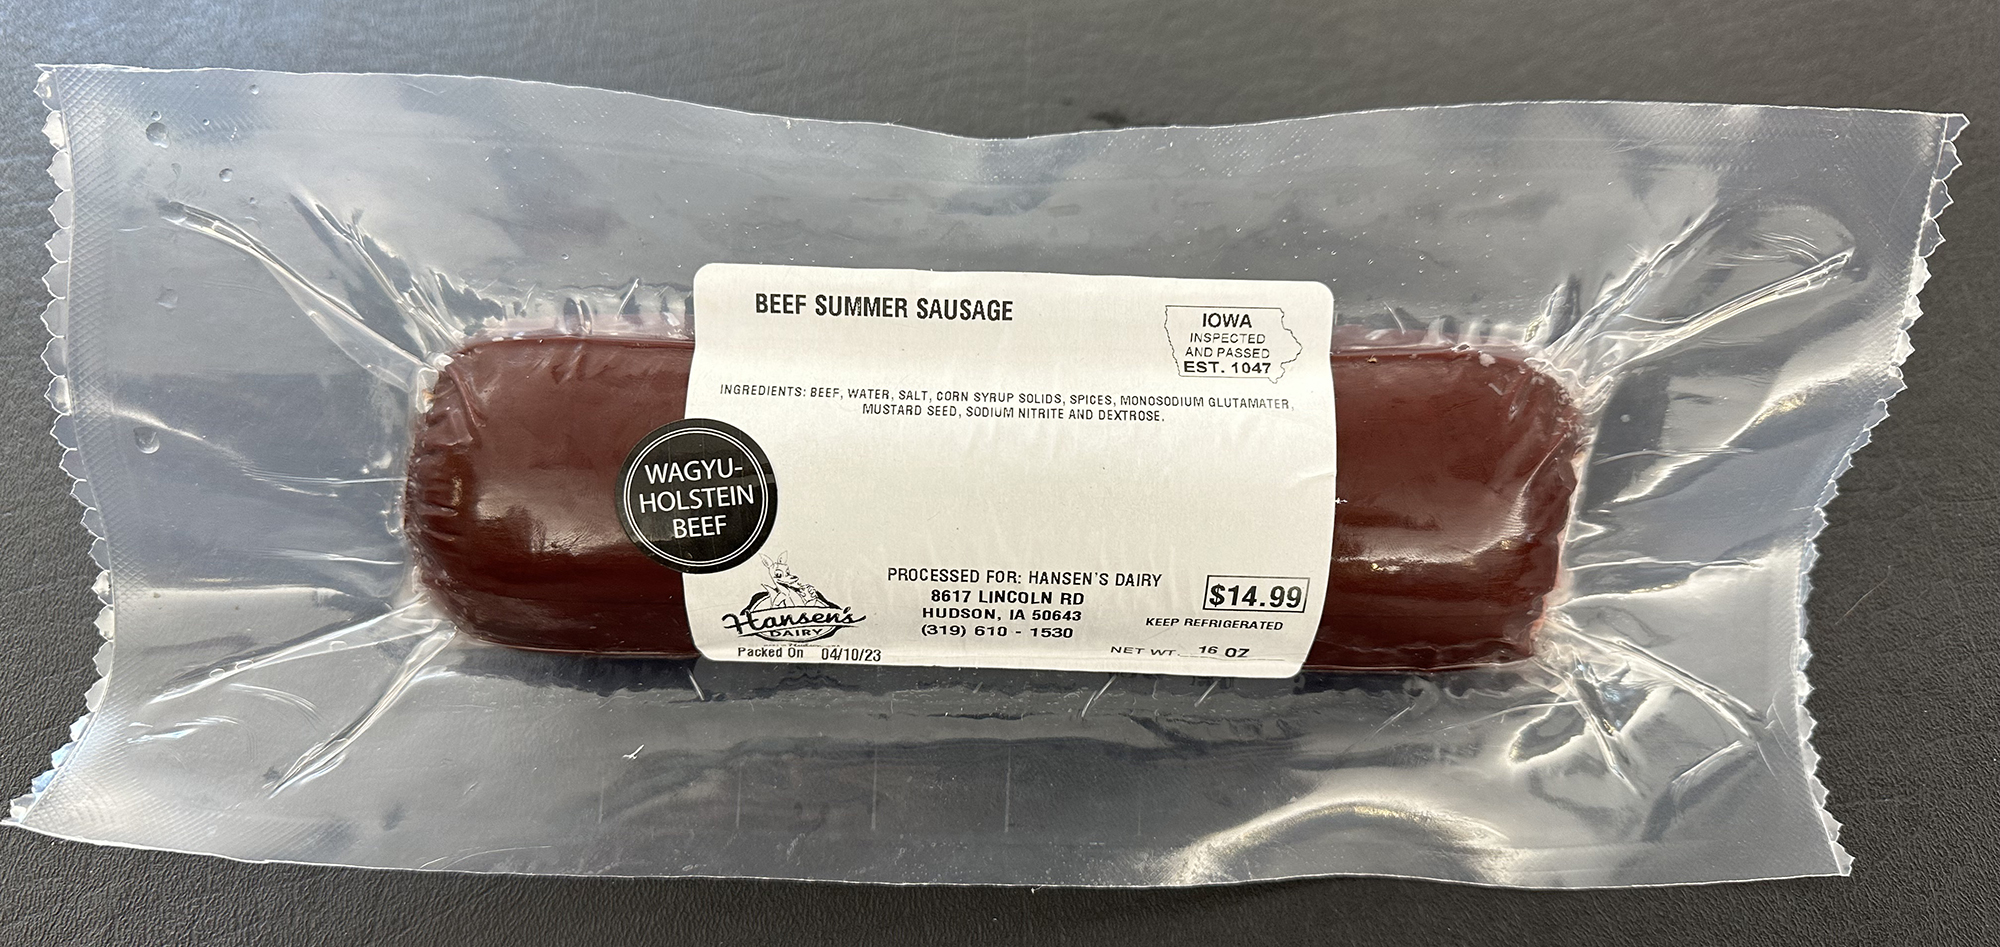 BEEF SUMMER SAUSAGE
IOWA
INSPECTED
AND PASSED
EST. 1047
INGREDIENTS: BEEF, WATER, SALT, CORN SYRUP SOLIDS, SPICES, MONOSODIUM GLUTAMATER,
MUSTARD SEED, SODIUM NITRITE AND DEXTROSE.
WAGYU-
HOLSTEIN
BEEF
Hansen's
DAIRY
PROCESSED FOR: HANSEN'S DAIRY
8617 LINCOLN RD
HUDSON, IA 50643
(319) 610 - 1530
$14.99
KEEP REFRIGERATED
Packed On 04/10/23
NET WT. 16 OZ